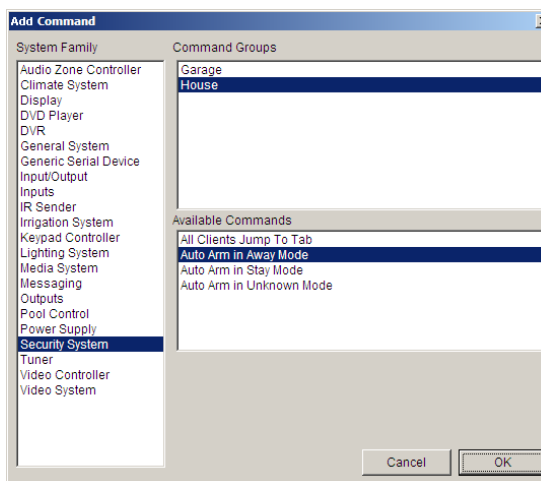 Add Command
System Family
Audio Zone Controller
Climate System
Display
DVD Player
DVR
General System
Generic Serial Device
Input/Output
Inputs
IR Sender
Irrigation System
Keypad Controller
Lighting System
Media System
Messaging
Outputs
Pool Control
Power Supply
Security System
Tuner
Video Controller
Video System
Command Groups
Garage
House
Available Commands
All Clients Jump To Tab
Auto Arm in Away Mode
Auto Arm in Stay Mode
Auto Arm in Unknown Mode
Cancel
OK